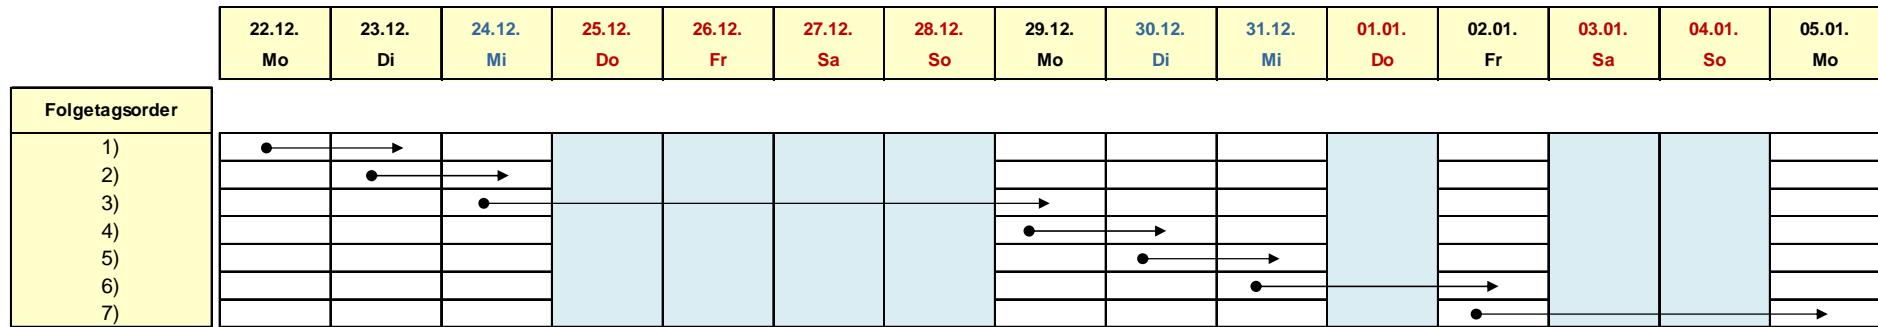 22.12. 23.12. 24.12. 25.12. 26.12. 27.12. 28.12. 29.12. 30.12. 31.12. 01.01. 02.01. 03.01. 04.01. 05.01.
Mo Di Mi Do Fr Sa So Mo Di Mi Do Fr Sa So Mo
Folgetagsorder
1)
2)
3)
4)
5)
6)
7)